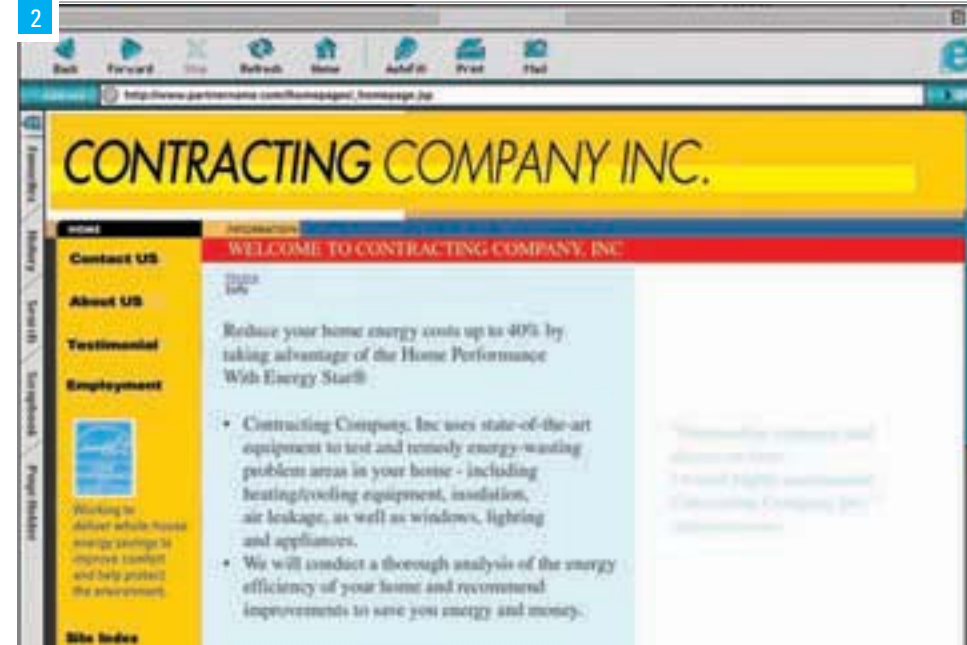 2
Back Forward Stop Refresh Home AutoFill Print Mail
http://www.partnername.com/homepages/_homepage.jsp
Favorites
History
Search
Scrapbook
Page Holder
CONTRACTING COMPANY INC.
HOME
INFORMATION
WELCOME TO CONTRACTING COMPANY, INC
Contact US
About US
Testimonial
Employment
Working to
deliver whole-house
energy savings to
improve comfort
and help protect
the environment.
Site Index
Home
Info
Reduce your home energy costs up to 40% by
taking advantage of the Home Performance
With Energy Star®
• Contracting Company, Inc uses state-of-the-art
equipment to test and remedy energy-wasting
problem areas in your home - including
heating/cooling equipment, insulation,
air leakage, as well as windows, lighting
and appliances.
• We will conduct a thorough analysis of the energy
efficiency of your home and recommend
improvements to save you energy and money.